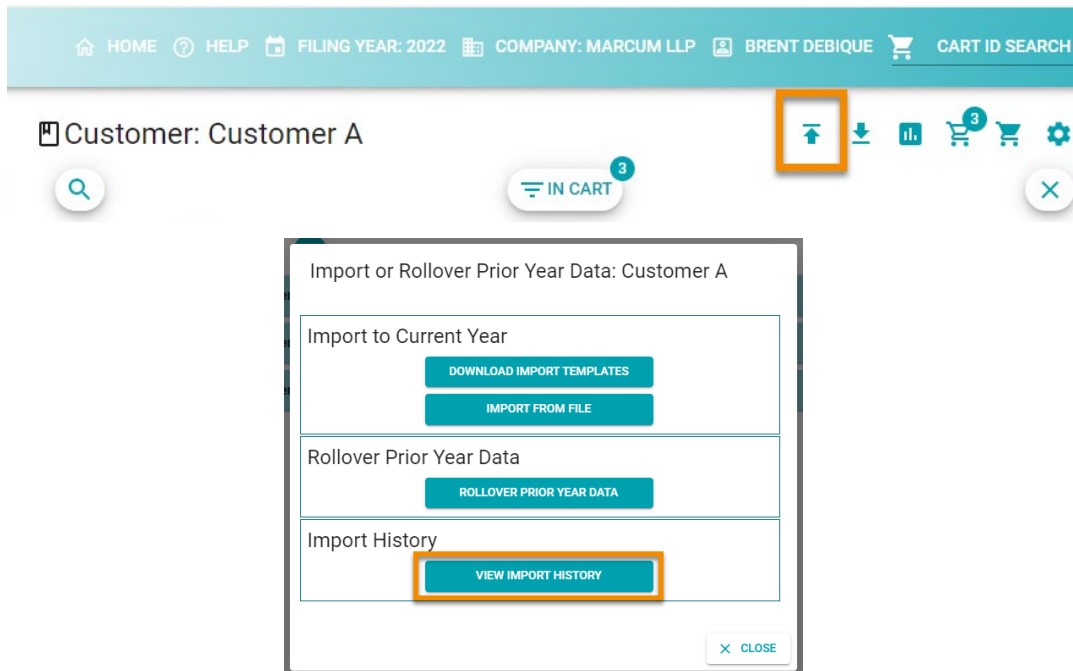 HOME HELP FILING YEAR: 2022 COMPANY: MARCUM LLP BRENT DEBIQUE CART ID SEARCH
Customer: Customer A
3
IN CART 3
Import or Rollover Prior Year Data: Customer A
Import to Current Year
DOWNLOAD IMPORT TEMPLATES
IMPORT FROM FILE
Rollover Prior Year Data
ROLLOVER PRIOR YEAR DATA
Import History
VIEW IMPORT HISTORY
CLOSE